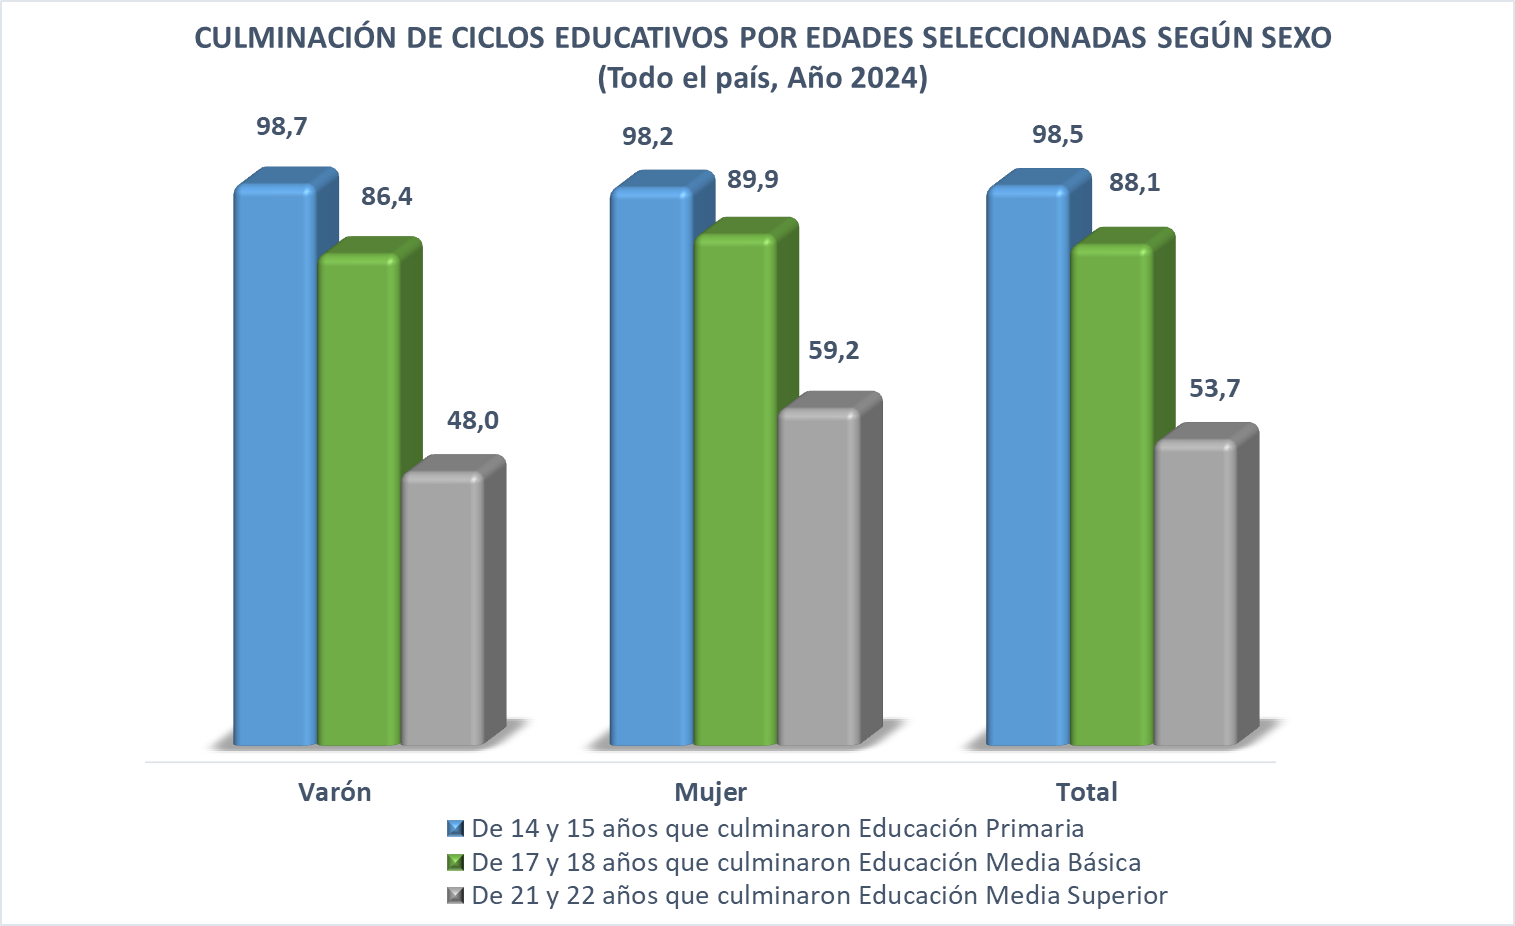 CULMINACIÓN DE CICLOS EDUCATIVOS POR EDADES SELECCIONADAS SEGÚN SEXO
(Todo el país, Año 2024)
98,7
86,4
48,0
98,2
89,9
59,2
98,5
88,1
53,7
Varón
Mujer
Total
De 14 y 15 años que culminaron Educación Primaria
De 17 y 18 años que culminaron Educación Media Básica
De 21 y 22 años que culminaron Educación Media Superior